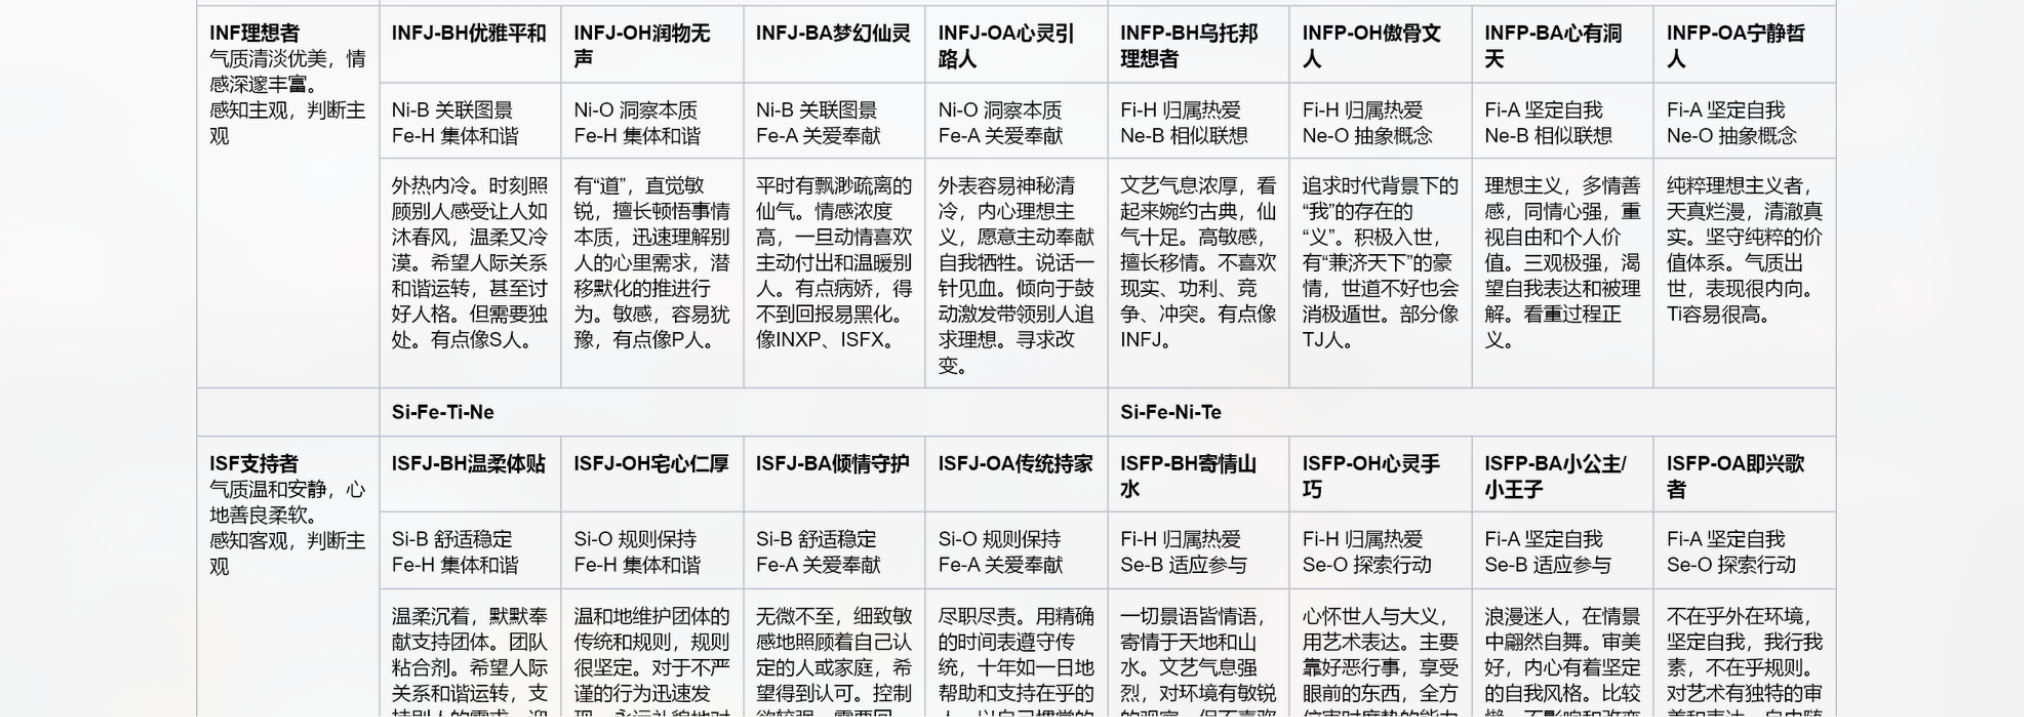 INF理想者
气质清淡优美，情
感深邃丰富。
感知主观，判断主
观
INFJ-BH优雅平和
INFJ-OH润物无
声
INFJ-BA梦幻仙灵
INFJ-OA心灵引
路人
INFP-BH乌托邦
理想者
INFP-OH傲骨文
人
INFP-BA心有洞
天
INFP-OA宁静哲
人
Ni-B 关联图景
Fe-H 集体和谐
Ni-O 洞察本质
Fe-H 集体和谐
Ni-B 关联图景
Fe-A 关爱奉献
Ni-O 洞察本质
Fe-A 关爱奉献
Fi-H 归属热爱
Ne-B 相似联想
Fi-H 归属热爱
Ne-O 抽象概念
Fi-A 坚定自我
Ne-B 相似联想
Fi-A 坚定自我
Ne-O 抽象概念
外热内冷。时刻照
顾别人感受让人如
沐春风，温柔又冷
漠。希望人际关系
和谐运转，甚至讨
好人格。但需要独
处。有点像S人。
有“道”，直觉敏
锐，擅长顿悟事情
本质，迅速理解别
人的心里需求，潜
移默化的推进行
为。敏感，容易犹
豫，有点像P人。
平时有飘渺疏离的
仙气。情感浓度
高，一旦动情喜欢
主动付出和温暖别
人。有点病娇，得
不到回报易黑化。
像INXP、ISFX。
外表容易神秘清
冷，内心理想主
义，愿意主动奉献
自我牺牲。说话一
针见血。倾向于鼓
动激发带领别人追
求理想。寻求改
变。
文艺气息浓厚，看
起来婉约古典，仙
气十足。高敏感，
擅长移情。不喜欢
现实、功利、竞
争、冲突。有点像
INFJ。
追求时代背景下的
“我”的存在的
“义”。积极入世，
有“兼济天下”的豪
情，世道不好也会
消极遁世。部分像
TJ人。
理想主义，多情善
感，同情心强，重
视自由和个人价
值。三观极强，渴
望自我表达和被理
解。看重过程正
义。
纯粹理想主义者，
天真烂漫，清澈真
实。坚守纯粹的价
值体系。气质出
世，表现很内向。
Ti容易很高。
Si-Fe-Ti-Ne
Si-Fe-Ni-Te
ISF支持者
气质温和安静，心
地善良柔软。
感知客观，判断主
观
ISFJ-BH温柔体贴
ISFJ-OH宅心仁厚
ISFJ-BA倾情守护
ISFJ-OA传统持家
ISFP-BH寄情山
水
ISFP-OH心灵手
巧
ISFP-BA小公主/
小王子
ISFP-OA即兴歌
者
Si-B 舒适稳定
Fe-H 集体和谐
Si-O 规则保持
Fe-H 集体和谐
Si-B 舒适稳定
Fe-A 关爱奉献
Si-O 规则保持
Fe-A 关爱奉献
Fi-H 归属热爱
Se-B 适应参与
Fi-H 归属热爱
Se-O 探索行动
Fi-A 坚定自我
Se-B 适应参与
Fi-A 坚定自我
Se-O 探索行动
温柔沉着，默默奉
献支持团体。团队
粘合剂。希望人际
关系和谐运转，支
温和地维护团体的
传统和规则，规则
很坚定。对于不严
谨的行为迅速发
无微不至，细致敏
感地照顾着自己认
定的人或家庭，希
望得到认可。控制
尽职尽责。用精确
的时间表遵守传
统，十年如一日地
帮助和支持在乎的
一切景语皆情语，
寄情于天地和山
水。文艺气息强
烈，对环境有敏锐
心怀世人与大义，
用艺术表达。主要
靠好恶行事，享受
眼前的东西，全方
浪漫迷人，在情景
中翩然自舞。审美
好，内心有着坚定
的自我风格。比较
不在乎外在环境，
坚定自我，我行我
素，不在乎规则。
对艺术有独特的审